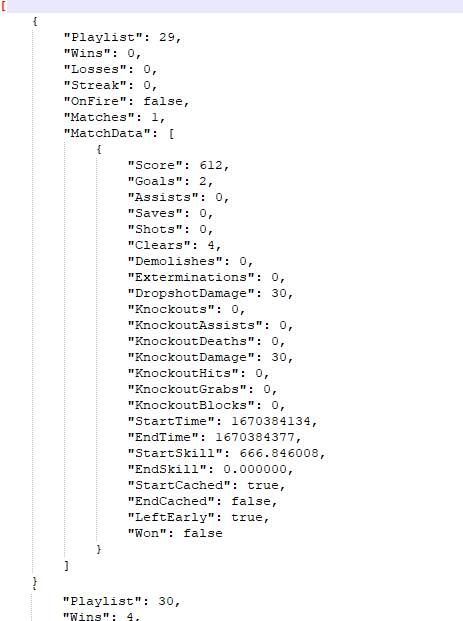 [
{
"Playlist": 29,
"Wins": 0,
"Losses": 0,
"Streak": 0,
"OnFire": false,
"Matches": 1,
"MatchData": [
{
"Score": 612,
"Goals": 2,
"Assists": 0,
"Saves": 0,
"Shots": 0,
"Clears": 4,
"Demolishes": 0,
"Exterminations": 0,
"DropshotDamage": 30,
"Knockouts": 0,
"KnockoutAssists": 0,
"KnockoutDeaths": 0,
"KnockoutDamage": 30,
"KnockoutHits": 0,
"KnockoutGrabs": 0,
"KnockoutBlocks": 0,
"StartTime": 1670384134,
"EndTime": 1670384377,
"StartSkill": 666.846008,
"EndSkill": 0.000000,
"StartCached": true,
"EndCached": false,
"LeftEarly": true,
"Won": false
}
]
}
"Playlist": 30,
"Wins": 4,